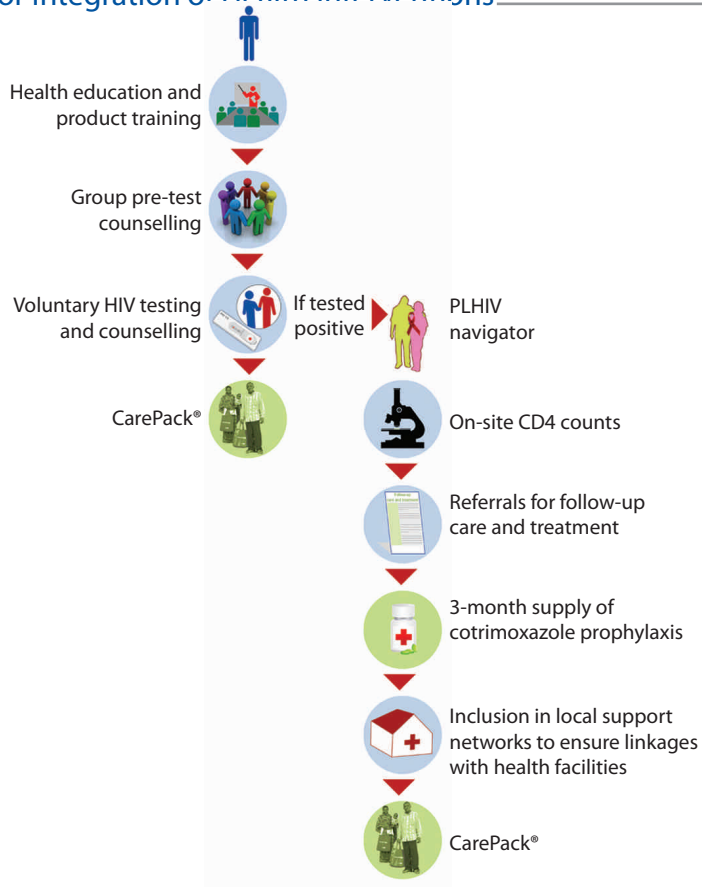 or integration o
Health education and
product training
Group pre-test
counselling
Voluntary HIV testing
and counselling
If tested
positive
PLHIV
navigator
CarePack®
On-site CD4 counts
Referrals for follow-up
care and treatment
3-month supply of
cotrimoxazole prophylaxis
Inclusion in local support
networks to ensure linkages
with health facilities
CarePack®